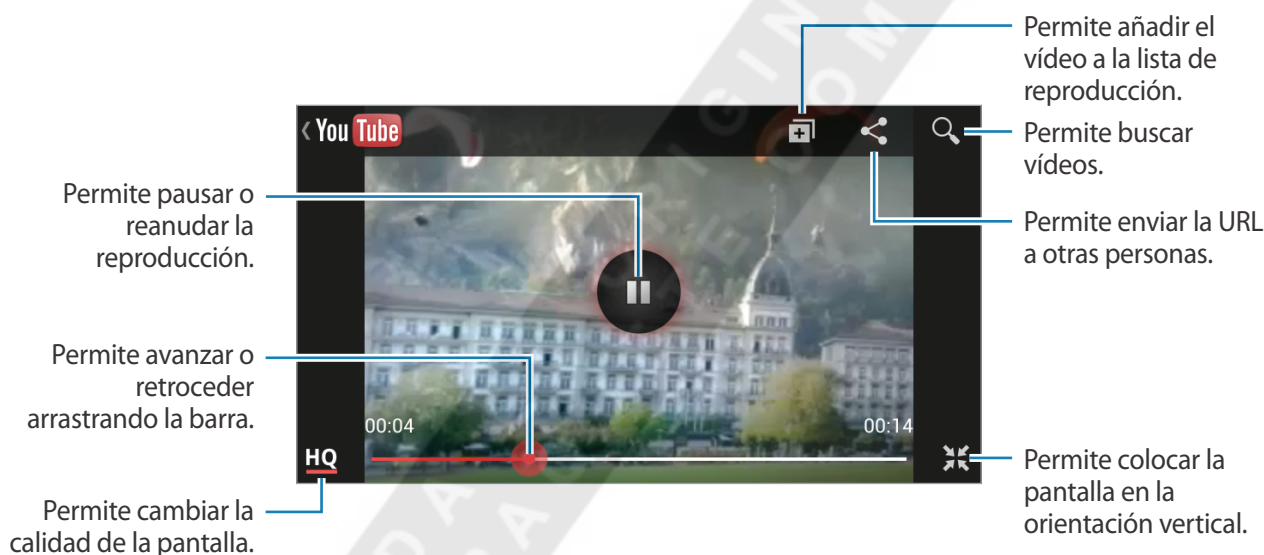 Permite añadir el
vídeo a la lista de
reproducción.
You Tube
Permite buscar
vídeos.
Permite pausar o
reanudar la
reproducción.
Permite enviar la URL
a otras personas.
Permite avanzar o
retroceder
arrastrando la barra.
00:04
00:14
HQ
Permite colocar la
pantalla en la
orientación vertical.
Permite cambiar la
calidad de la pantalla.